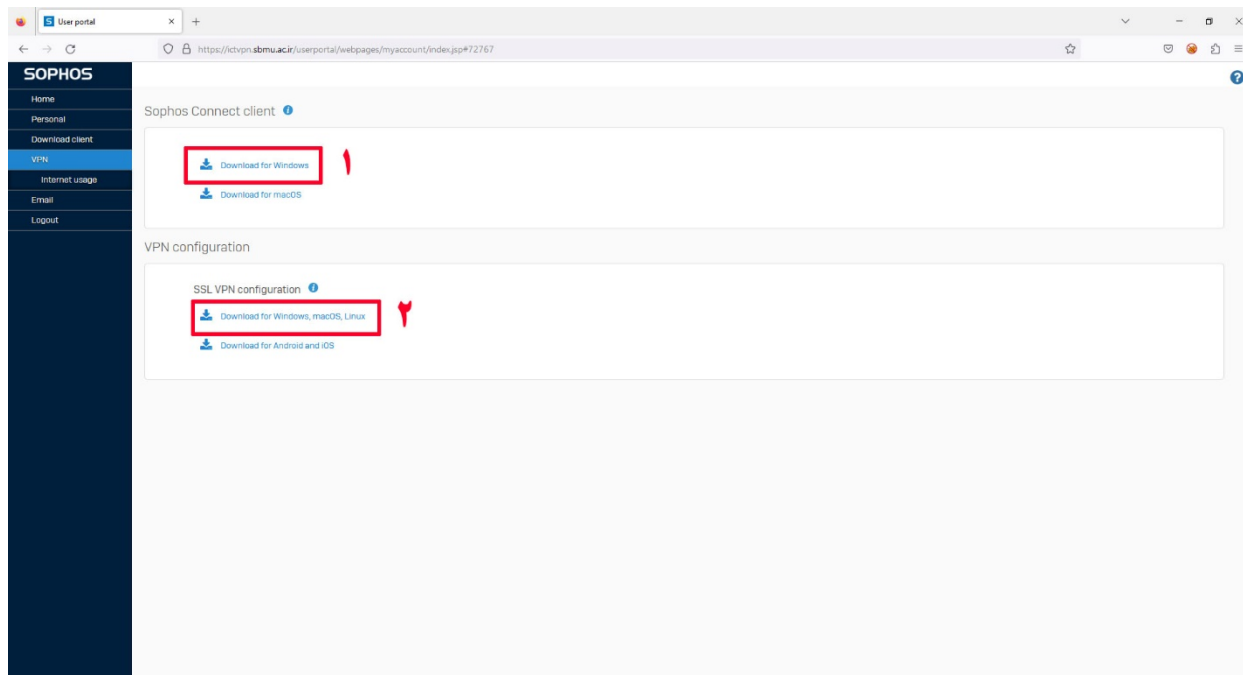 User portal
https://ictvpn.sbmu.ac.ir/userportal/webpages/myaccount/index.jsp#72767
SOPHOS
Home
Personal
Download client
VPN
Internet usage
Email
Logout
Sophos Connect client
Download for Windows
۱
Download for macOS
VPN configuration
SSL VPN configuration
Download for Windows, macOS, Linux
۲
Download for Android and iOS